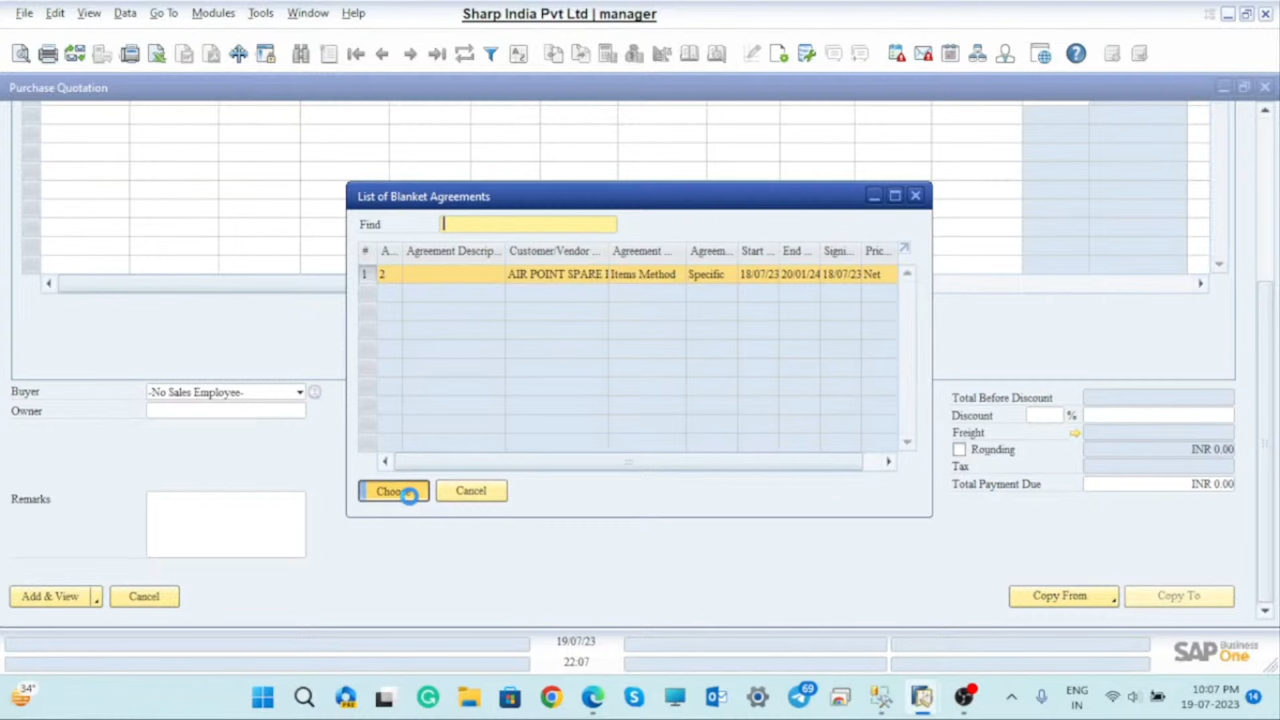 File Edit View Data Go To Modules Tools Window Help Sharp India Pvt Ltd | manager
Purchase Quotation
List of Blanket Agreements
Find
# A... Agreement Descrip... Customer/Vendor ... Agreement ... Agreem... Start ... End ... Signi... Pric...
1 2 AIR POINT SPARE Items Method Specific 18/07/23 20/01/24 18/07/23 Net
Buyer -No Sales Employee-
Owner
Total Before Discount
Discount %
Freight
Rounding INR 0.00
Tax
Total Payment Due INR 0.00
Choose Cancel
Remarks
Add & View Cancel Copy From Copy To
19/07/23
22:07
SAP Business One
34°
69
ENG
IN
10:07 PM
19-07-2023
14